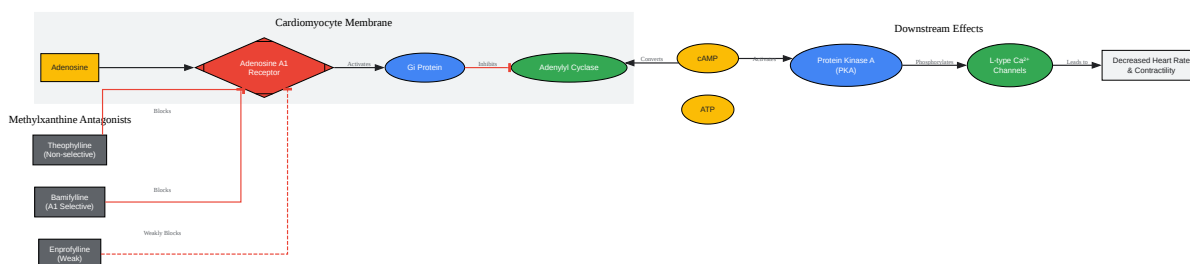 Cardiomyocyte Membrane
Downstream Effects
Adenosine
Adenosine A1
Receptor
Activates
Gi Protein
Inhibits
Adenylyl Cyclase
Converts
cAMP
Activates
Protein Kinase A
(PKA)
Phosphorylates
L-type Ca²⁺
Channels
Leads to
Decreased Heart Rate
& Contractility
ATP
Blocks
Methylxanthine Antagonists
Theophylline
(Non-selective)
Blocks
Bamifylline
(A1 Selective)
Weakly Blocks
Enprofylline
(Weak)